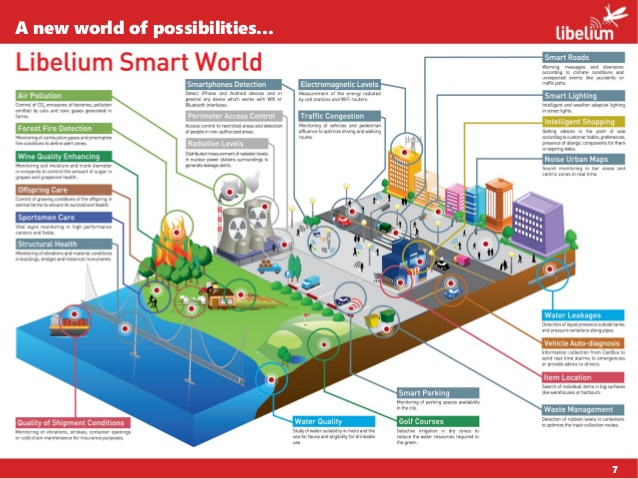 A new world of possibilities...
libelium
Libelium Smart World
Air Pollution
Control of CO₂ emissions of factories, pollution
emitted by cars and toxic gases generated in
farms.
Forest Fire Detection
Monitoring of combustion gases and preemptive
fire conditions to define alert zones.
Wine Quality Enhancing
Monitoring soil moisture and trunk diameter
in vineyards to control the amount of sugar in
grapes and grapevine health.
Offspring Care
Control of growing conditions of the offspring in
animal farms to ensure its survival and health.
Sportsmen Care
Vital signs monitoring in high performance
centers and fields.
Structural Health
Monitoring of vibrations and material conditions
in buildings, bridges and historical monuments.
Quality of Shipment Conditions
Monitoring of vibrations, strokes, container openings
or cold chain maintenance for insurance purposes.
Smartphones Detection
Detect iPhone and Android devices and in
general any device which works with Wifi or
Bluetooth interfaces.
Perimeter Access Control
Access control to restricted areas and detection
of people in non-authorized areas.
Radiation Levels
Distributed measurement of radiation levels
in nuclear power stations surroundings to
generate leakage alerts.
Electromagnetic Levels
Measurement of the energy radiated
by cell stations and WiFi routers.
Traffic Congestion
Monitoring of vehicles and pedestrian
affluence to optimize driving and walking
routes.
Smart Roads
Warning messages and diversions
according to climate conditions and
unexpected events like accidents or
traffic jams.
Smart Lighting
Intelligent and weather adaptive lighting
in street lights.
Intelligent Shopping
Getting advices in the point of sale
according to customer habits, preferences,
presence of allergic components for them
or expiring dates.
Noise Urban Maps
Sound monitoring in bar areas and
centric zones in real time.
Water Leakages
Detection of liquid presence outside tanks
and pressure variations along pipes.
Vehicle Auto-diagnosis
Information collection from CanBus to
send real time alarms to emergencies
or provide advice to drivers.
Item Location
Search of individual items in big surfaces
like warehouses or harbours.
Waste Management
Detection of rubbish levels in containers
to optimize the trash collection routes.
Smart Parking
Monitoring of parking spaces availability
in the city.
Golf Courses
Selective irrigation in dry zones to
reduce the water resources required in
the green.
Water Quality
Study of water suitability in rivers and the
sea for fauna and eligibility for drinkable
use.
7